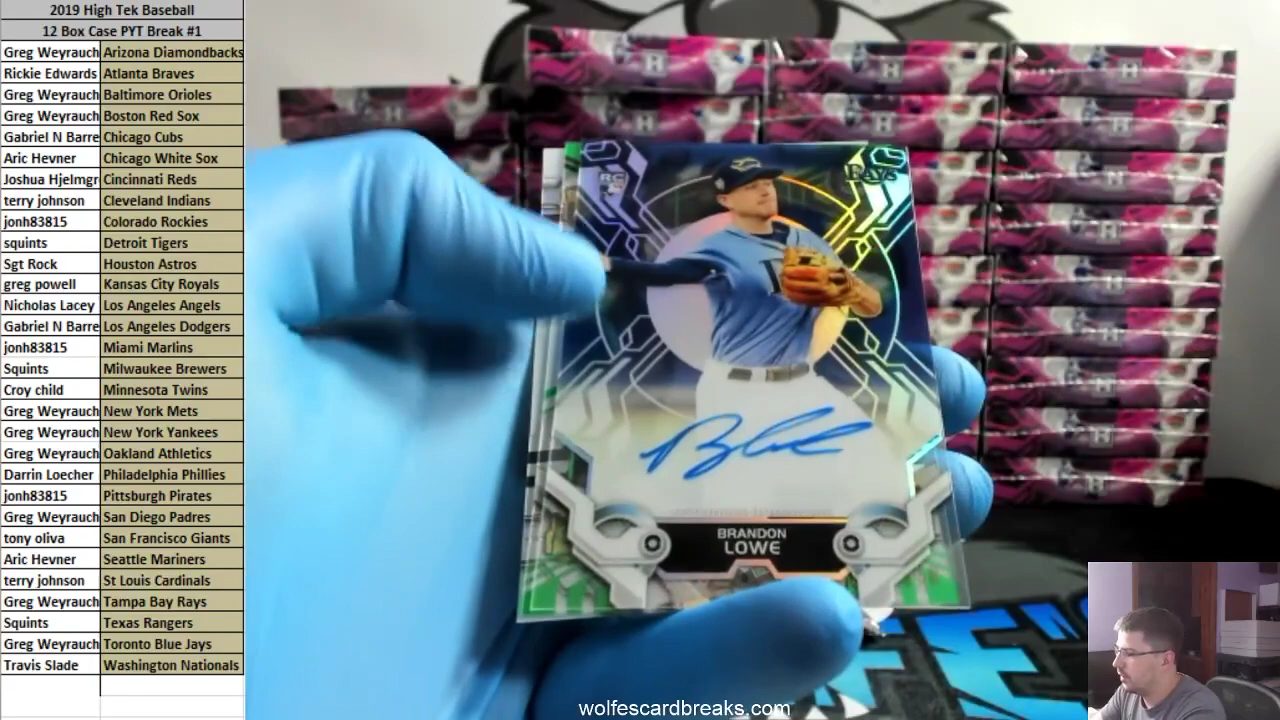 2019 High Tek Baseball
12 Box Case PYT Break #1
Greg Weyrauch Arizona Diamondbacks
Rickie Edwards Atlanta Braves
Greg Weyrauch Baltimore Orioles
Greg Weyrauch Boston Red Sox
Gabriel N Barre Chicago Cubs
Aric Hevner Chicago White Sox
Joshua Hjelmgr Cincinnati Reds
terry johnson Cleveland Indians
jonh83815 Colorado Rockies
squints Detroit Tigers
Sgt Rock Houston Astros
greg powell Kansas City Royals
Nicholas Lacey Los Angeles Angels
Gabriel N Barre Los Angeles Dodgers
jonh83815 Miami Marlins
Squints Milwaukee Brewers
Croy child Minnesota Twins
Greg Weyrauch New York Mets
Greg Weyrauch New York Yankees
Greg Weyrauch Oakland Athletics
Darrin Loecher Philadelphia Phillies
jonh83815 Pittsburgh Pirates
Greg Weyrauch San Diego Padres
tony oliva San Francisco Giants
Aric Hevner Seattle Mariners
terry johnson St Louis Cardinals
Greg Weyrauch Tampa Bay Rays
Squints Texas Rangers
Greg Weyrauch Toronto Blue Jays
Travis Slade Washington Nationals
RC
RAYS
BRANDON
LOWE
wolfescardbreaks.com